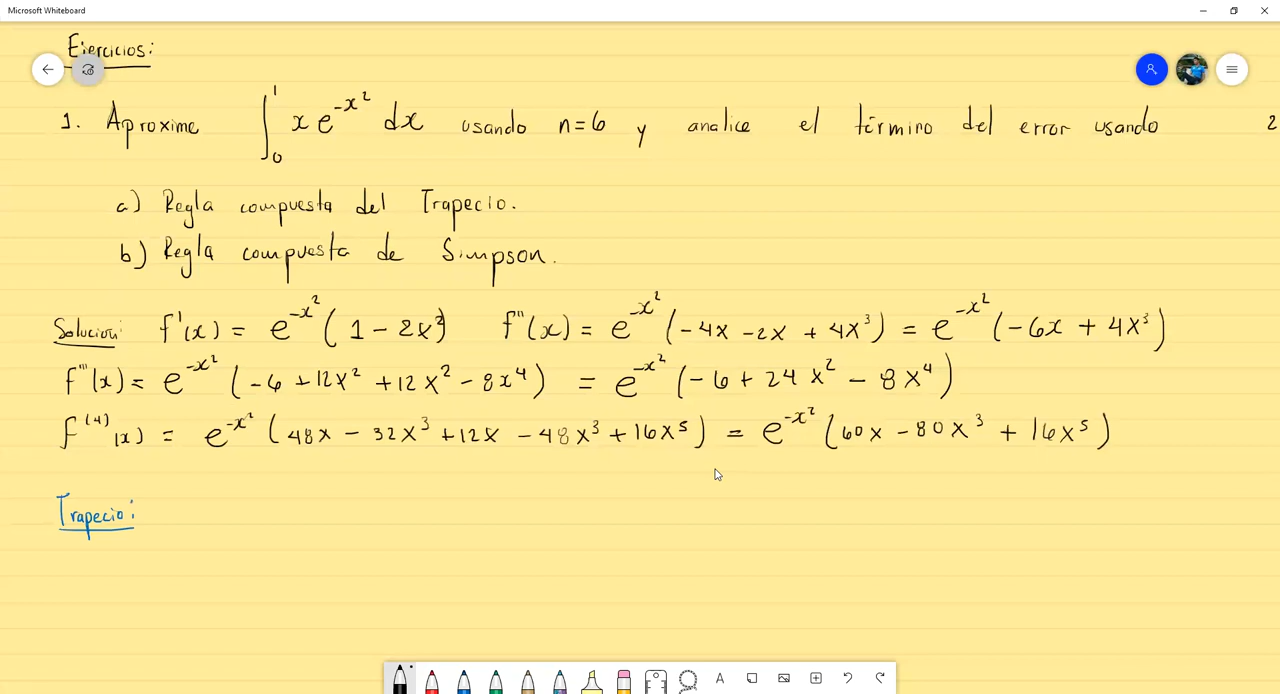 Microsoft Whiteboard
Ejercicios:
1. Aproxime ∫₀¹ x e^{-x²} dx usando n=6 y analice el término del error usando 2
a) Regla compuesta del Trapecio.
b) Regla compuesta de Simpson.
Solucion: f'(x) = e^{-x²} (1 - 2x²) f''(x) = e^{-x²} (-4x -2x + 4x³) = e^{-x²} (-6x + 4x³)
f'''(x) = e^{-x²} (-6 +12x² +12x² - 8x⁴) = e^{-x²} (-6 + 24x² - 8x⁴)
f^{(4)}(x) = e^{-x²} (48x - 32x³ +12x - 48x³ + 16x⁵) = e^{-x²} (60x - 80x³ + 16x⁵)
Trapecio:
A